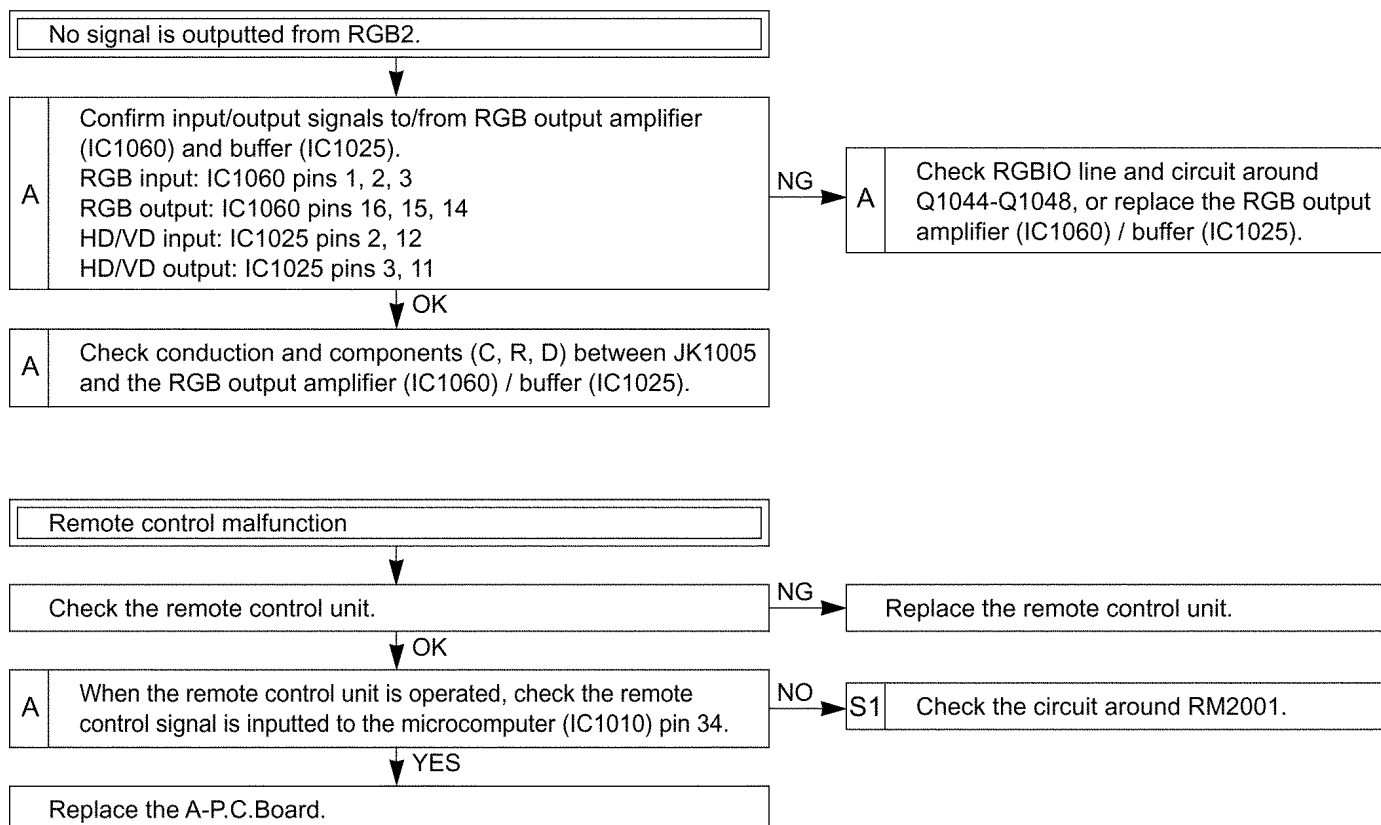 No signal is outputted from RGB2.
A
Confirm input/output signals to/from RGB output amplifier
(IC1060) and buffer (IC1025).
RGB input: IC1060 pins 1, 2, 3
RGB output: IC1060 pins 16, 15, 14
HD/VD input: IC1025 pins 2, 12
HD/VD output: IC1025 pins 3, 11
NG
A
Check RGBIO line and circuit around
Q1044-Q1048, or replace the RGB output
amplifier (IC1060) / buffer (IC1025).
OK
A
Check conduction and components (C, R, D) between JK1005
and the RGB output amplifier (IC1060) / buffer (IC1025).
Remote control malfunction
Check the remote control unit.
NG
Replace the remote control unit.
OK
A
When the remote control unit is operated, check the remote
control signal is inputted to the microcomputer (IC1010) pin 34.
NO
S1
Check the circuit around RM2001.
YES
Replace the A-P.C.Board.